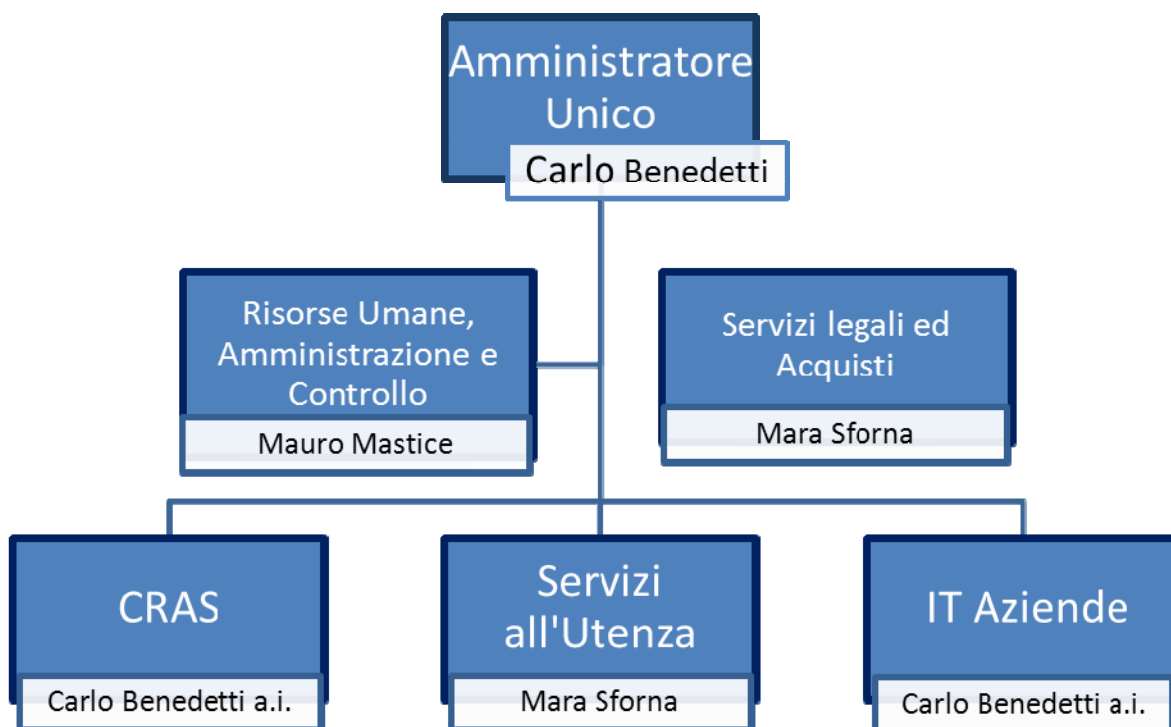 Amministratore
Unico
Carlo Benedetti
Risorse Umane,
Amministrazione e
Controllo
Mauro Mastice
Servizi legali ed
Acquisti
Mara Sforna
CRAS
Carlo Benedetti a.i.
Servizi
all'Utenza
Mara Sforna
IT Aziende
Carlo Benedetti a.i.